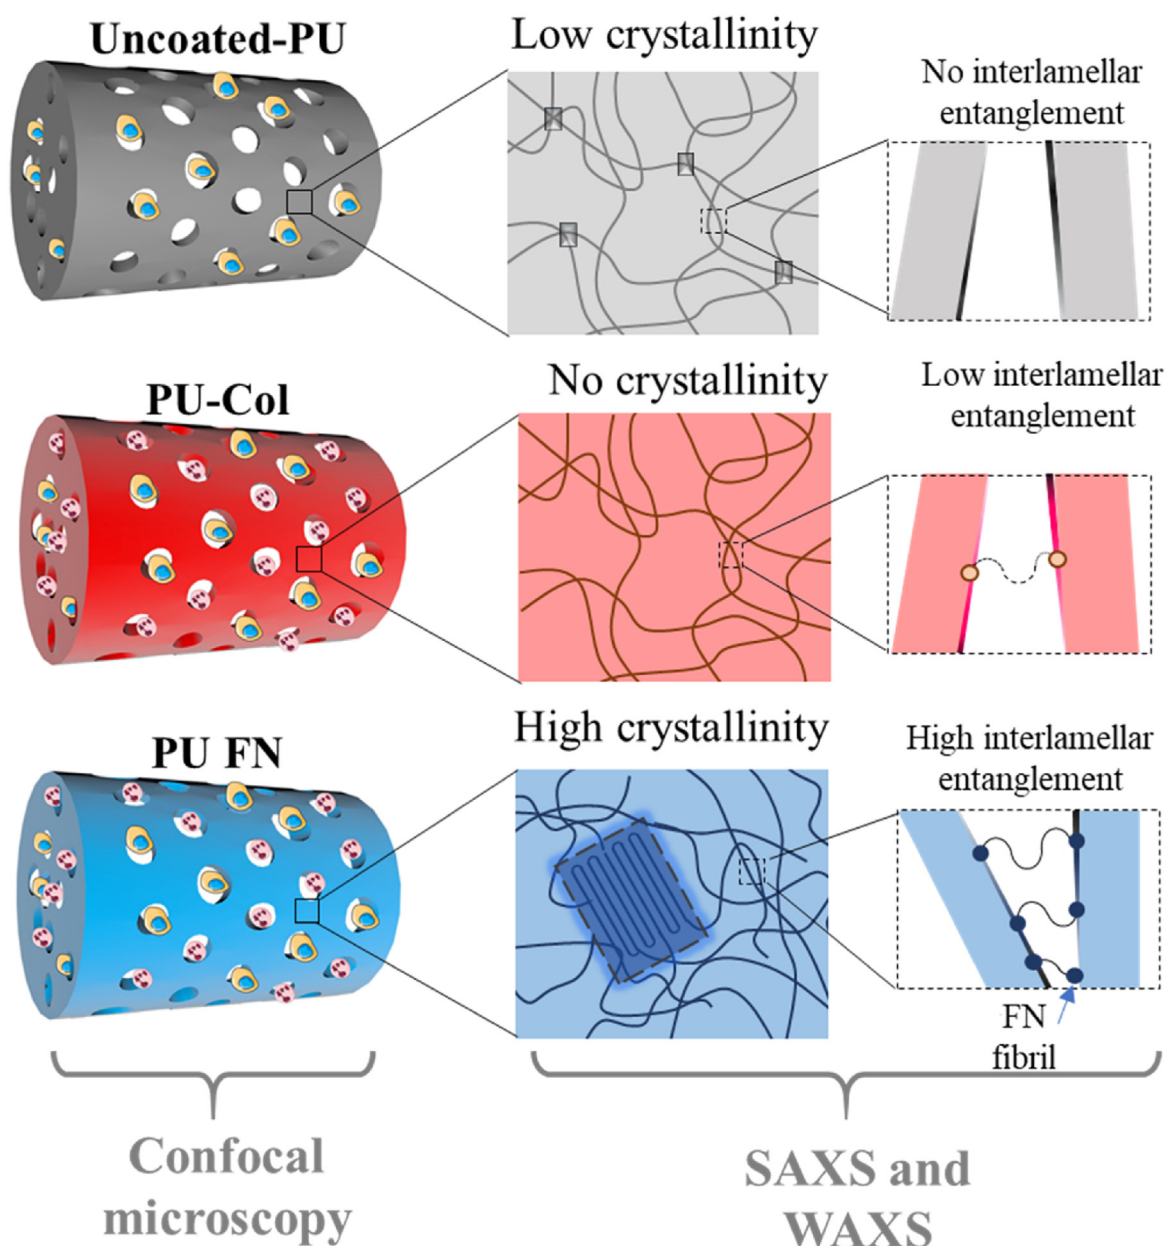 Uncoated-PU
Low crystallinity
No interlamellar
entanglement
PU-Col
No crystallinity
Low interlamellar
entanglement
PU FN
High crystallinity
High interlamellar
entanglement
FN
fibril
Confocal
microscopy
SAXS and
WAXS